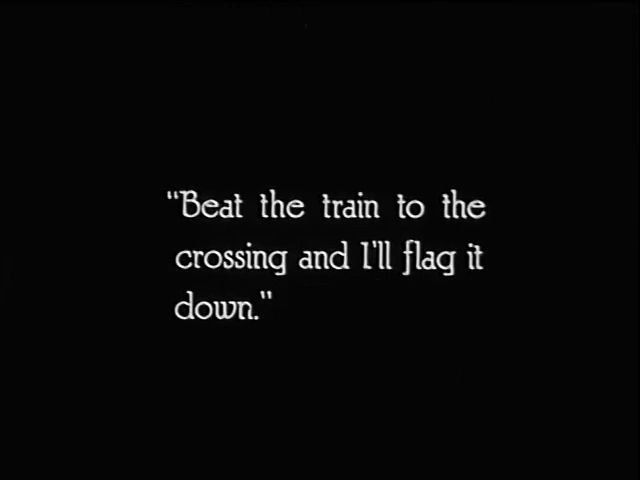 "Beat the train to the
crossing and I'll flag it
down."